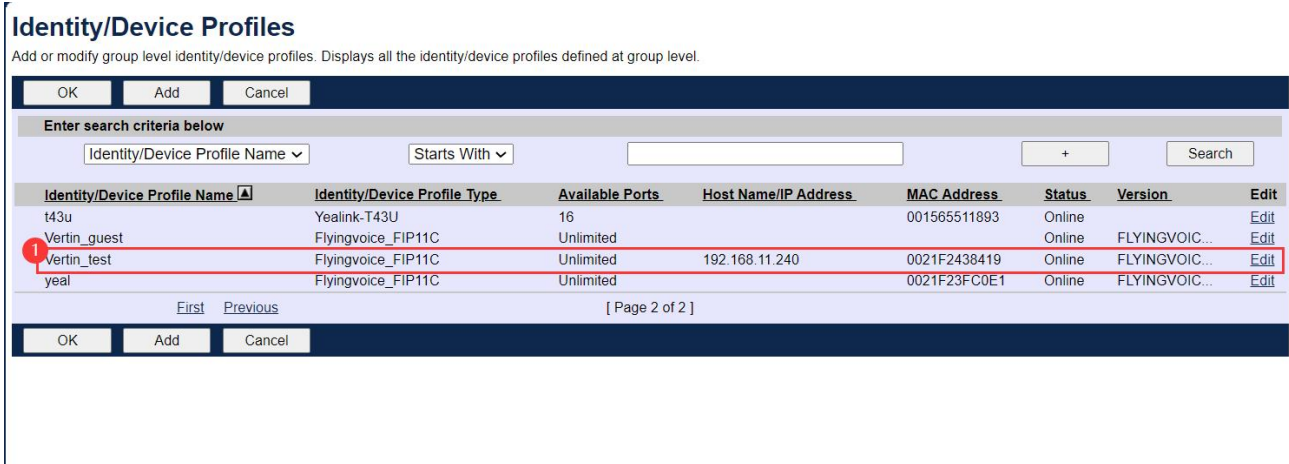 Identity/Device Profiles
Add or modify group level identity/device profiles. Displays all the identity/device profiles defined at group level.
OK Add Cancel
Enter search criteria below
Identity/Device Profile Name Starts With + Search
Identity/Device Profile Name Identity/Device Profile Type Available Ports Host Name/IP Address MAC Address Status Version Edit
t43u Yealink-T43U 16 001565511893 Online Edit
Vertin_guest Flyingvoice_FIP11C Unlimited Online FLYINGVOIC... Edit
1
Vertin_test Flyingvoice_FIP11C Unlimited 192.168.11.240 0021F2438419 Online FLYINGVOIC... Edit
yeal Flyingvoice_FIP11C Unlimited 0021F23FC0E1 Online FLYINGVOIC... Edit
First Previous [ Page 2 of 2 ]
OK Add Cancel